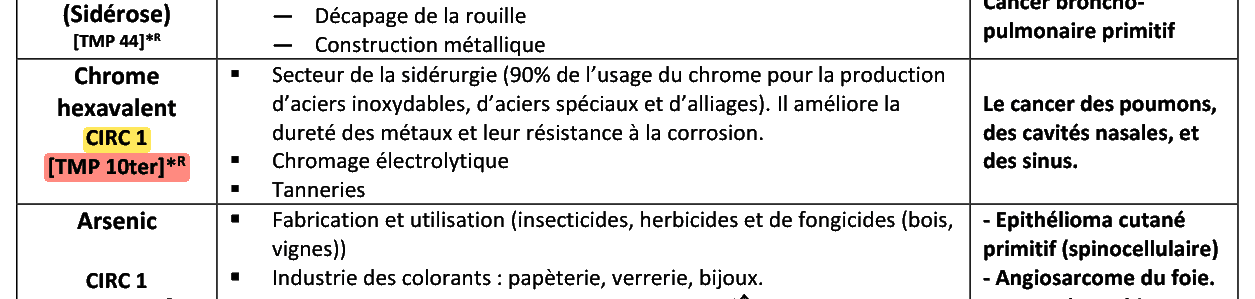 (Sidérose)
[TMP 44]*R
— Décapage de la rouille
— Construction métallique
Cancer broncho-
pulmonaire primitif
Chrome
hexavalent
CIRC 1
[TMP 10ter]*R
▪ Secteur de la sidérurgie (90% de l’usage du chrome pour la production
d’aciers inoxydables, d’aciers spéciaux et d’alliages). Il améliore la
dureté des métaux et leur résistance à la corrosion.
▪ Chromage électrolytique
▪ Tanneries
Le cancer des poumons,
des cavités nasales, et
des sinus.
Arsenic
CIRC 1
▪ Fabrication et utilisation (insecticides, herbicides et de fongicides (bois,
vignes))
▪ Industrie des colorants : papèterie, verrerie, bijoux.
- Epithélioma cutané
primitif (spinocellulaire)
- Angiosarcome du foie.